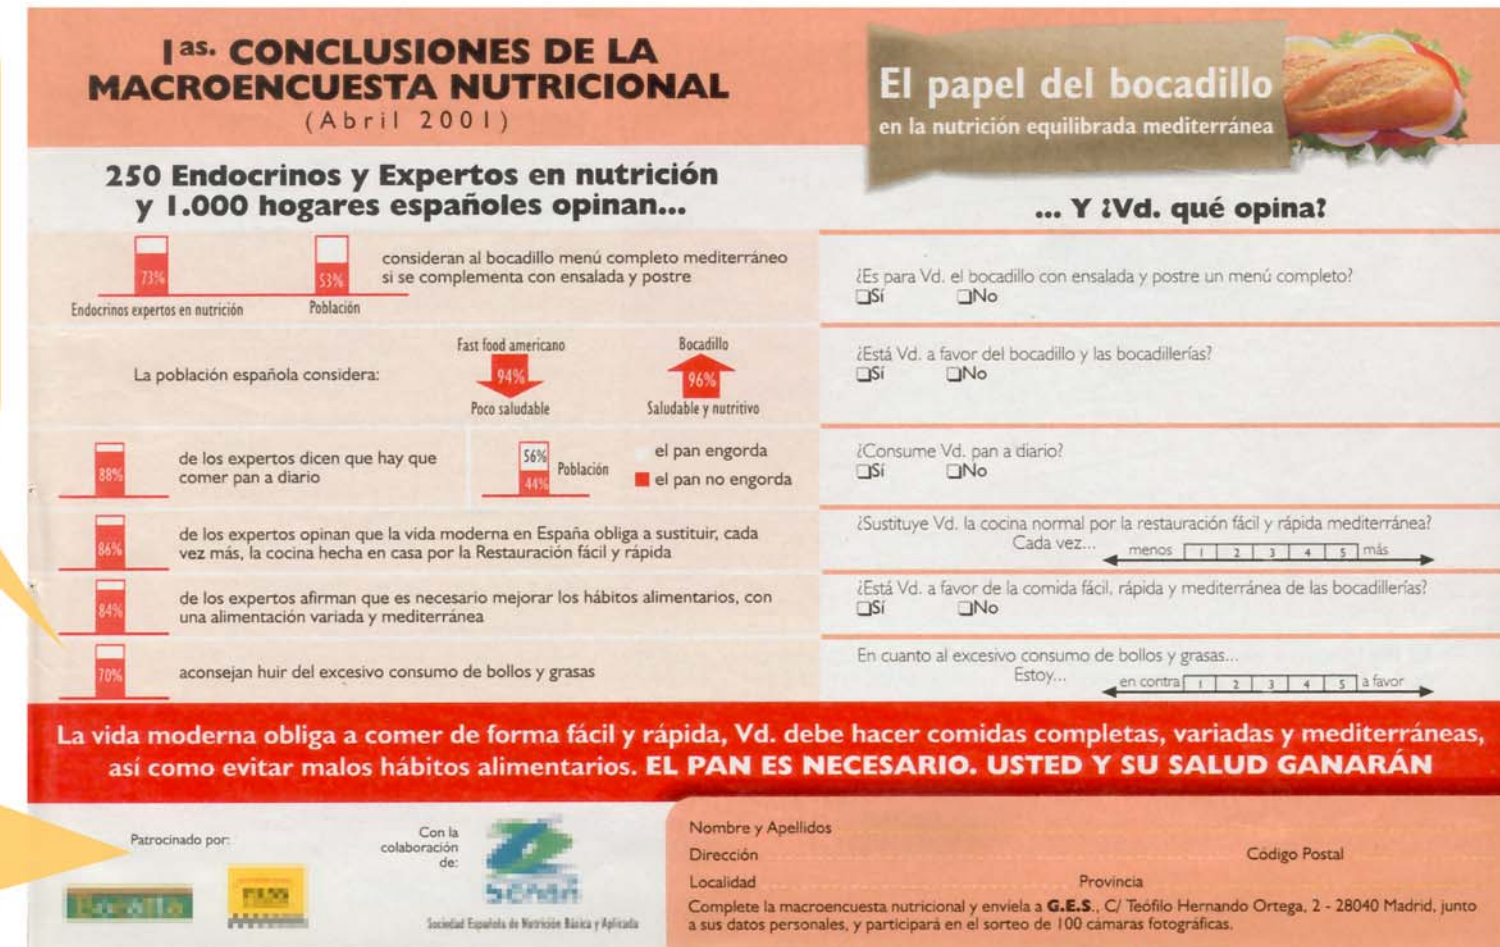 1as. CONCLUSIONES DE LA
MACROENCUESTA NUTRICIONAL
(Abril 2001)
El papel del bocadillo
en la nutrición equilibrada mediterránea
250 Endocrinos y Expertos en nutrición
y 1.000 hogares españoles opinan...
... Y ¿Vd. qué opina?
73%
53%
Endocrinos expertos en nutrición
Población
consideran al bocadillo menú completo mediterráneo
si se complementa con ensalada y postre
¿Es para Vd. el bocadillo con ensalada y postre un menú completo?
❑Sí ❑No
La población española considera:
Fast food americano
94%
Poco saludable
Bocadillo
96%
Saludable y nutritivo
¿Está Vd. a favor del bocadillo y las bocadillerías?
❑Sí ❑No
88%
de los expertos dicen que hay que
comer pan a diario
56%
44%
Población
el pan engorda
el pan no engorda
¿Consume Vd. pan a diario?
❑Sí ❑No
86%
de los expertos opinan que la vida moderna en España obliga a sustituir, cada
vez más, la cocina hecha en casa por la Restauración fácil y rápida
¿Sustituye Vd. la cocina normal por la restauración fácil y rápida mediterránea?
Cada vez... menos 1 2 3 4 5 más
84%
de los expertos afirman que es necesario mejorar los hábitos alimentarios, con
una alimentación variada y mediterránea
¿Está Vd. a favor de la comida fácil, rápida y mediterránea de las bocadillerías?
❑Sí ❑No
70%
aconsejan huir del excesivo consumo de bollos y grasas
En cuanto al excesivo consumo de bollos y grasas...
Estoy... en contra 1 2 3 4 5 a favor
La vida moderna obliga a comer de forma fácil y rápida, Vd. debe hacer comidas completas, variadas y mediterráneas,
así como evitar malos hábitos alimentarios. EL PAN ES NECESARIO. USTED Y SU SALUD GANARÁN
Patrocinado por:
Con la
colaboración
de:
Sociedad Española de Nutrición Básica y Aplicada
Nombre y Apellidos
Dirección Código Postal
Localidad Provincia
Complete la macroencuesta nutricional y envíela a G.E.S., C/ Teófilo Hernando Ortega, 2 - 28040 Madrid, junto
a sus datos personales, y participará en el sorteo de 100 cámaras fotográficas.